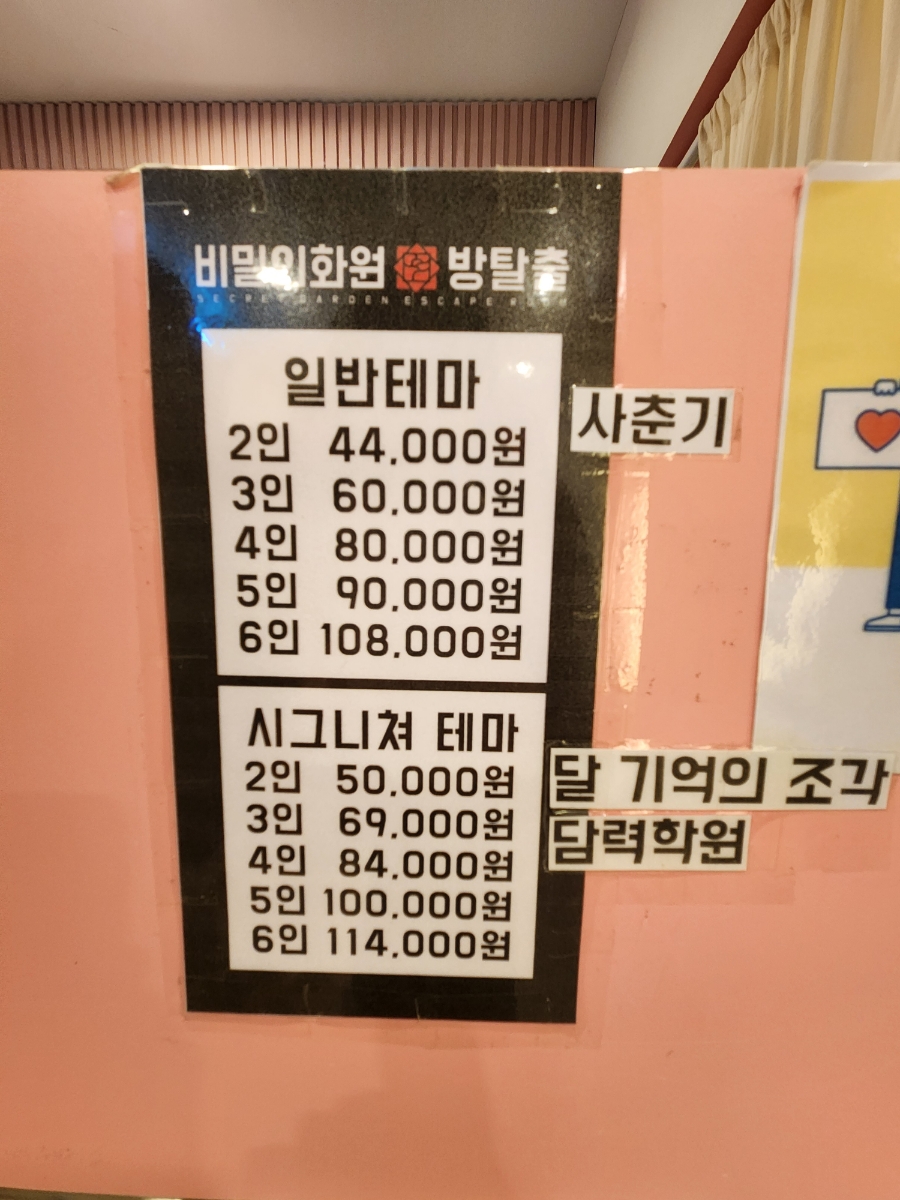 비밀의화원 방탈출
SECRET GARDEN ESCAPE ROOM
일반테마
사춘기
2인 44,000원
3인 60,000원
4인 80,000원
5인 90,000원
6인 108,000원
시그니쳐 테마
달 기억의 조각
담력학원
2인 50,000원
3인 69,000원
4인 84,000원
5인 100,000원
6인 114,000원